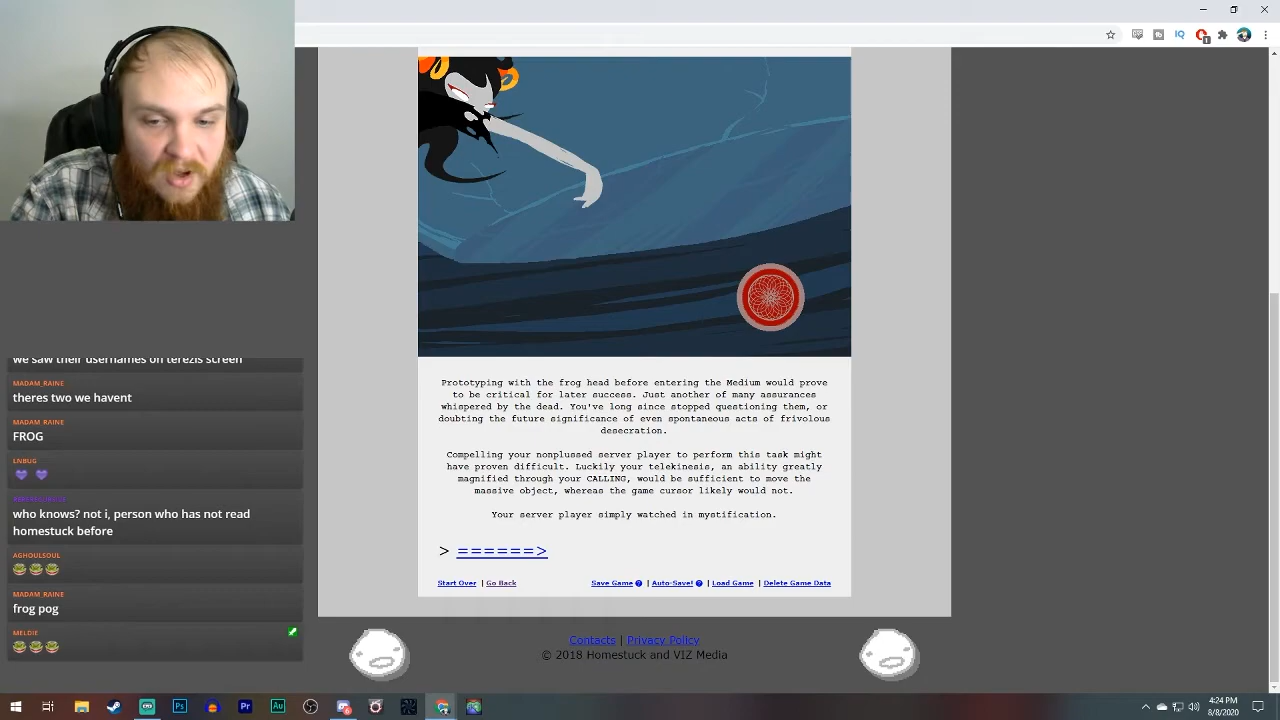 we saw their usernames on terezis screen
MADAM_RAINE
theres two we havent
MADAM_RAINE
FROG
LNBUG
who knows? not i, person who has not read
homestuck before
AGHOULSOUL
MADAM_RAINE
frog pog
MELDIE
Prototyping with the frog head before entering the Medium would prove
to be critical for later success. Just another of many assurances
whispered by the dead. You've long since stopped questioning them, or
doubting the future significance of even spontaneous acts of frivolous
desecration.
Compelling your nonplussed server player to perform this task might
have proven difficult. Luckily your telekinesis, an ability greatly
magnified through your CALLING, would be sufficient to move the
massive object, whereas the game cursor likely would not.
Your server player simply watched in mystification.
> ======>
Start Over | Go Back Save Game ? | Auto-Save! ? | Load Game | Delete Game Data
Contacts | Privacy Policy
© 2018 Homestuck and VIZ Media
IQ
1
Ps
Pr
Au
4:24 PM
8/8/2020